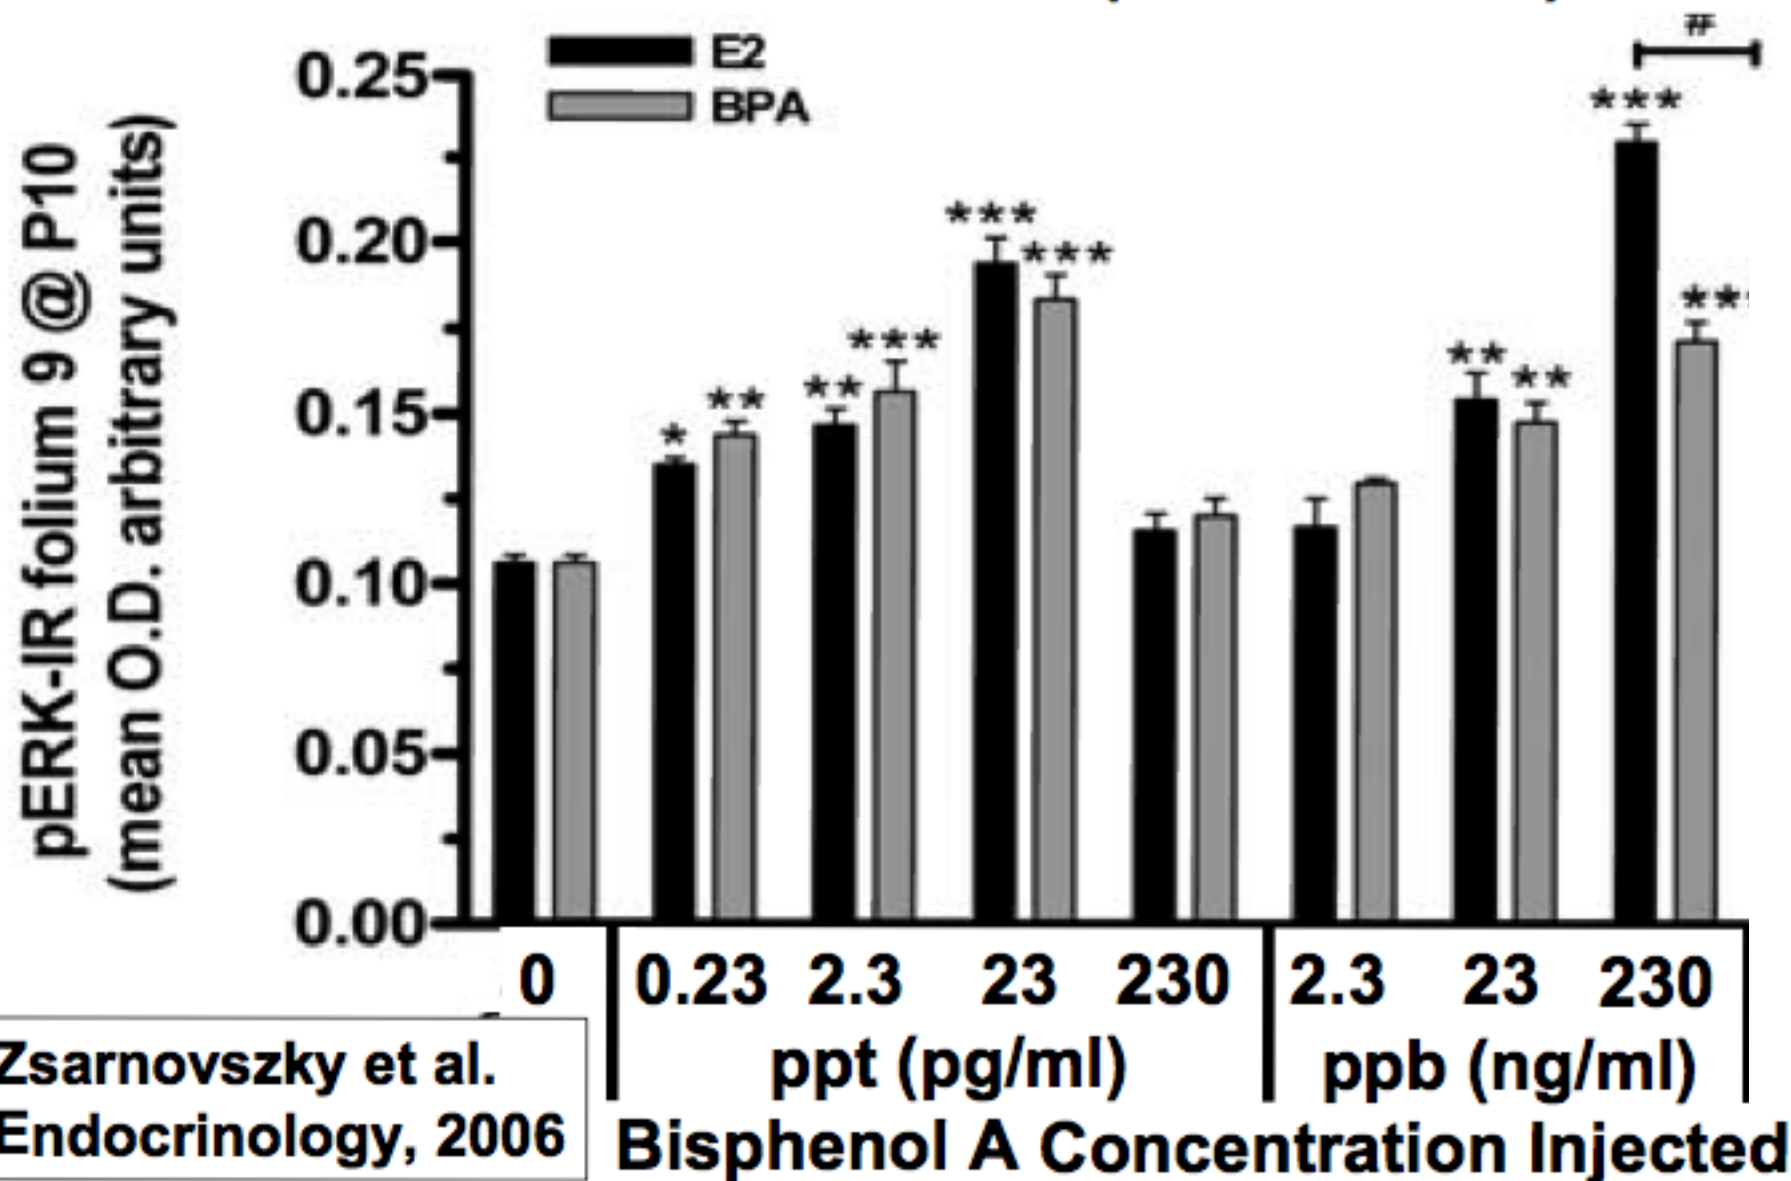 #
E2
BPA
0.25
0.20
0.15
0.10
0.05
0.00
pERK-IR folium 9 @ P10
(mean O.D. arbitrary units)
***
***
***
**
***
**
**
**
**
*
0 0.23 2.3 23 230 2.3 23 230
ppt (pg/ml) ppb (ng/ml)
Bisphenol A Concentration Injected
Zsarnovszky et al.
Endocrinology, 2006